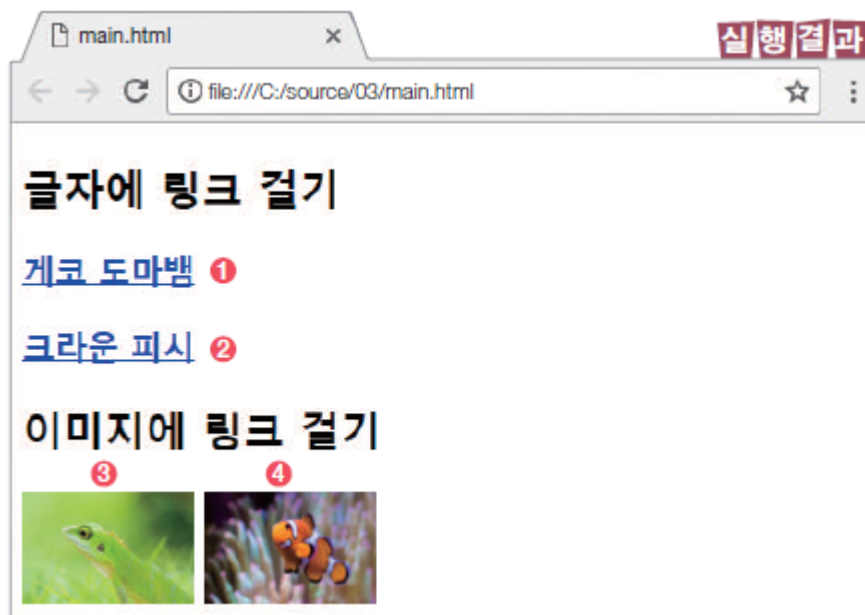 main.html
실행결과
file:///C:/source/03/main.html
글자에 링크 걸기
게코 도마뱀 ❶
크라운 피시 ❷
이미지에 링크 걸기
❸ ❹